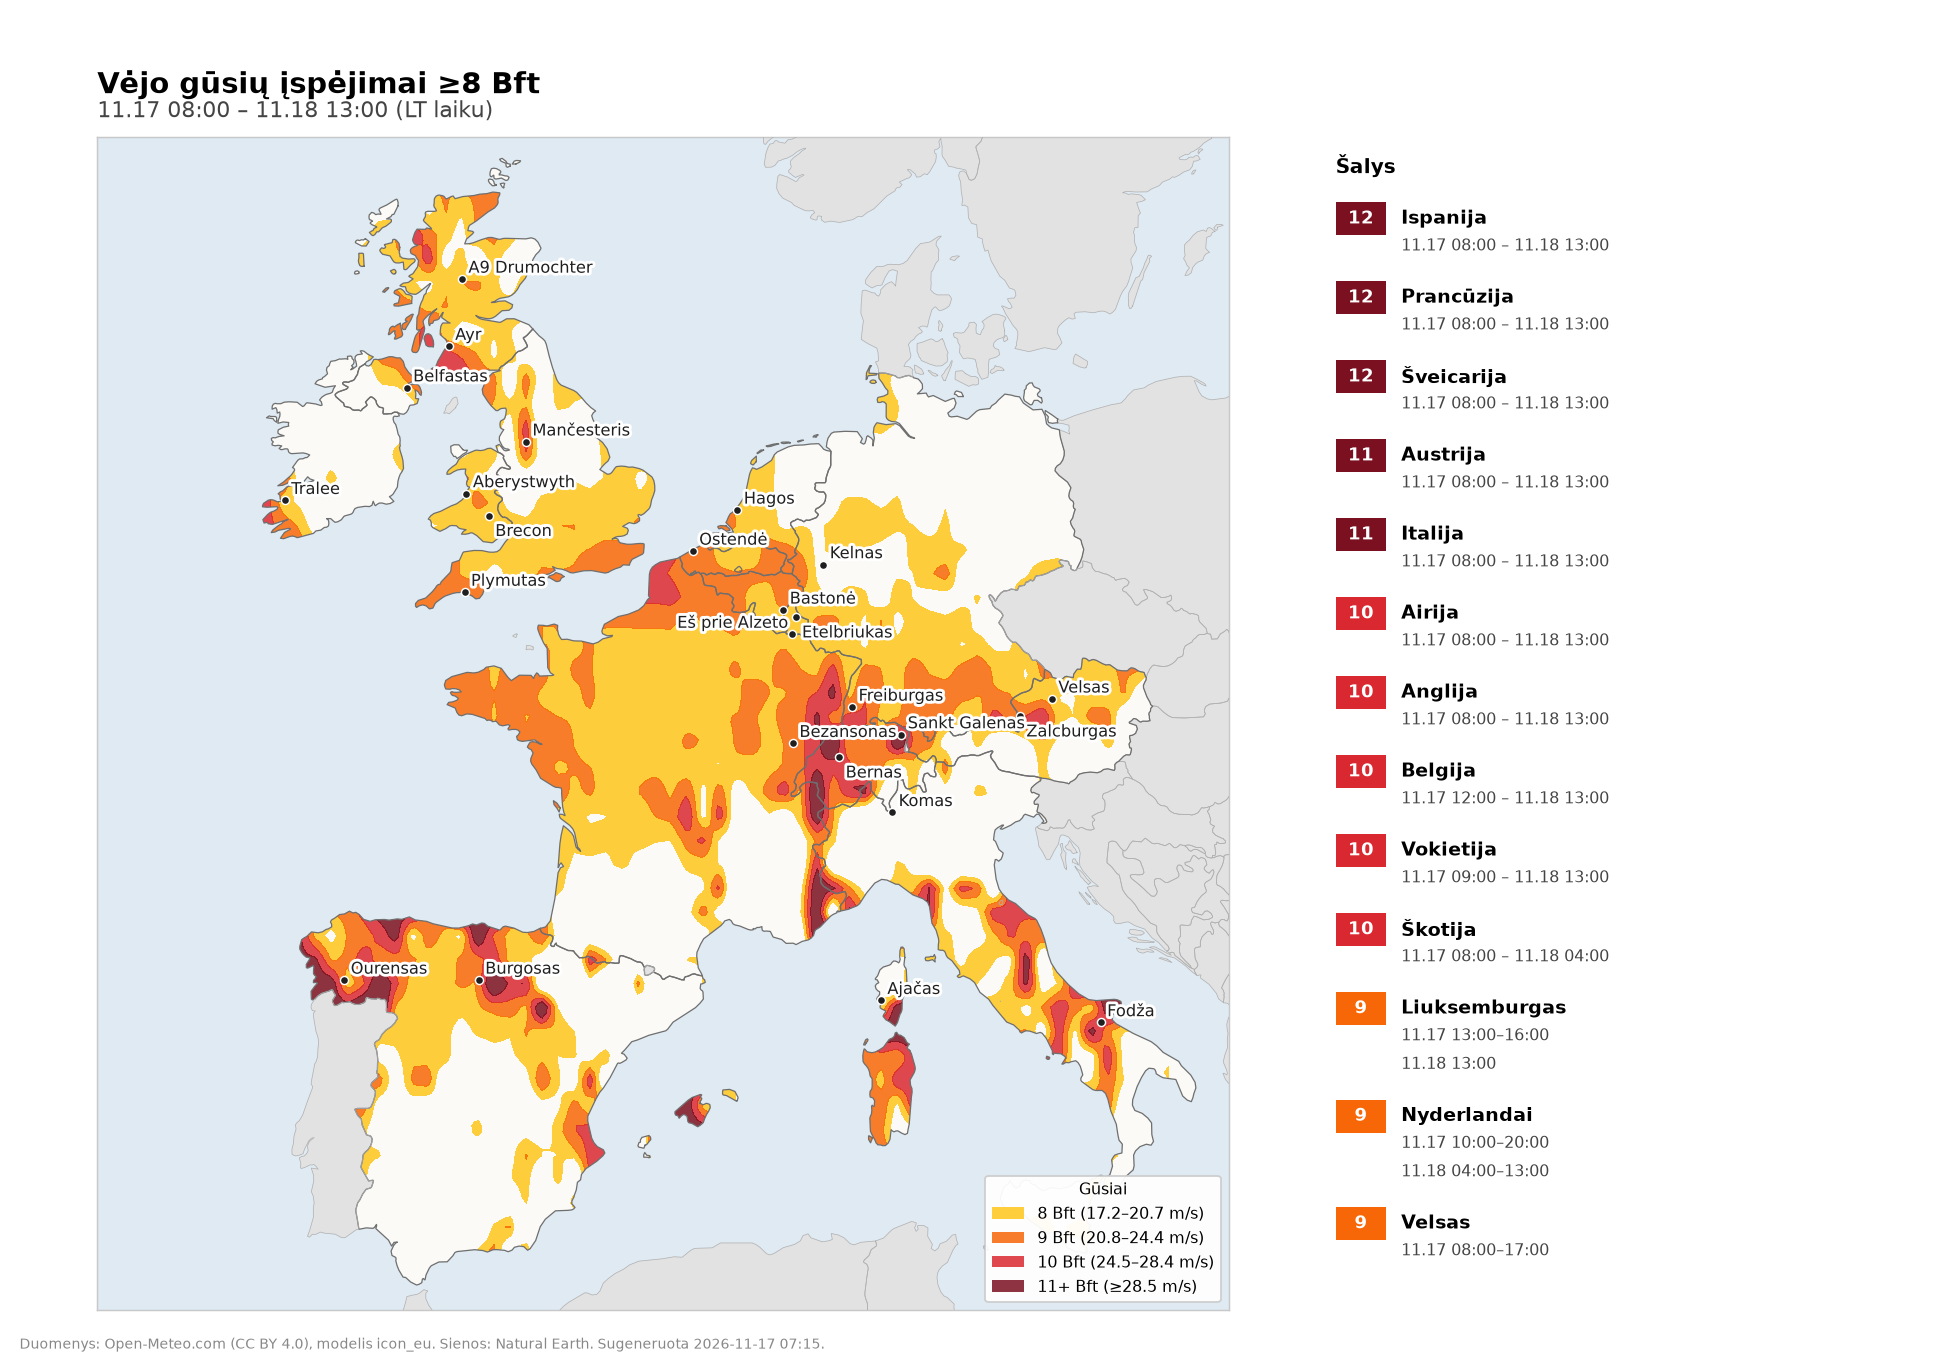 Vėjo gūsių įspėjimai ≥8 Bft
11.17 08:00 – 11.18 13:00 (LT laiku)
A9 Drumochter
Ayr
Belfastas
Mančesteris
Aberystwyth
Tralee
Brecon
Hagos
Ostendė
Kelnas
Plymutas
Bastonė
Eš prie Alzeto
Etelbriukas
Velsas
Freiburgas
Sankt Galenas
Bezansonas
Zalcburgas
Bernas
Komas
Ourensas
Burgosas
Ajačas
Fodža
Gūsiai
8 Bft (17.2–20.7 m/s)
9 Bft (20.8–24.4 m/s)
10 Bft (24.5–28.4 m/s)
11+ Bft (≥28.5 m/s)
Šalys
12 Ispanija
11.17 08:00 – 11.18 13:00
12 Prancūzija
11.17 08:00 – 11.18 13:00
12 Šveicarija
11.17 08:00 – 11.18 13:00
11 Austrija
11.17 08:00 – 11.18 13:00
11 Italija
11.17 08:00 – 11.18 13:00
10 Airija
11.17 08:00 – 11.18 13:00
10 Anglija
11.17 08:00 – 11.18 13:00
10 Belgija
11.17 12:00 – 11.18 13:00
10 Vokietija
11.17 09:00 – 11.18 13:00
10 Škotija
11.17 08:00 – 11.18 04:00
9 Liuksemburgas
11.17 13:00–16:00
11.18 13:00
9 Nyderlandai
11.17 10:00–20:00
11.18 04:00–13:00
9 Velsas
11.17 08:00–17:00
Duomenys: Open-Meteo.com (CC BY 4.0), modelis icon_eu. Sienos: Natural Earth. Sugeneruota 2026-11-17 07:15.